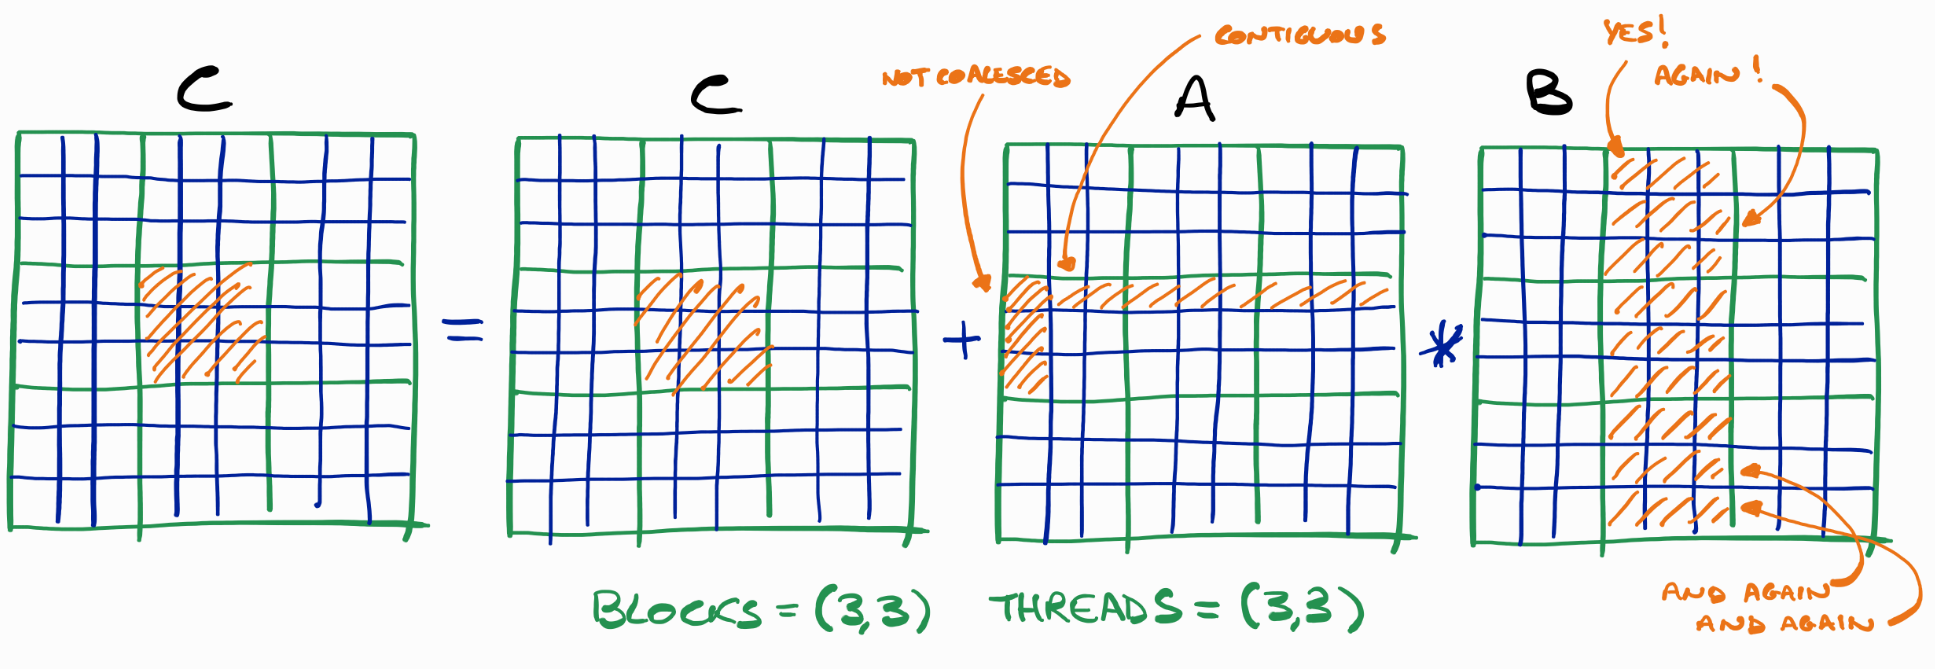 CONTIGUOUS
YES!
NOT COALESCED
AGAIN!
C
C
A
B
=
+
*
AND AGAIN
AND AGAIN
BLOCKS = (3,3) THREADS = (3,3)